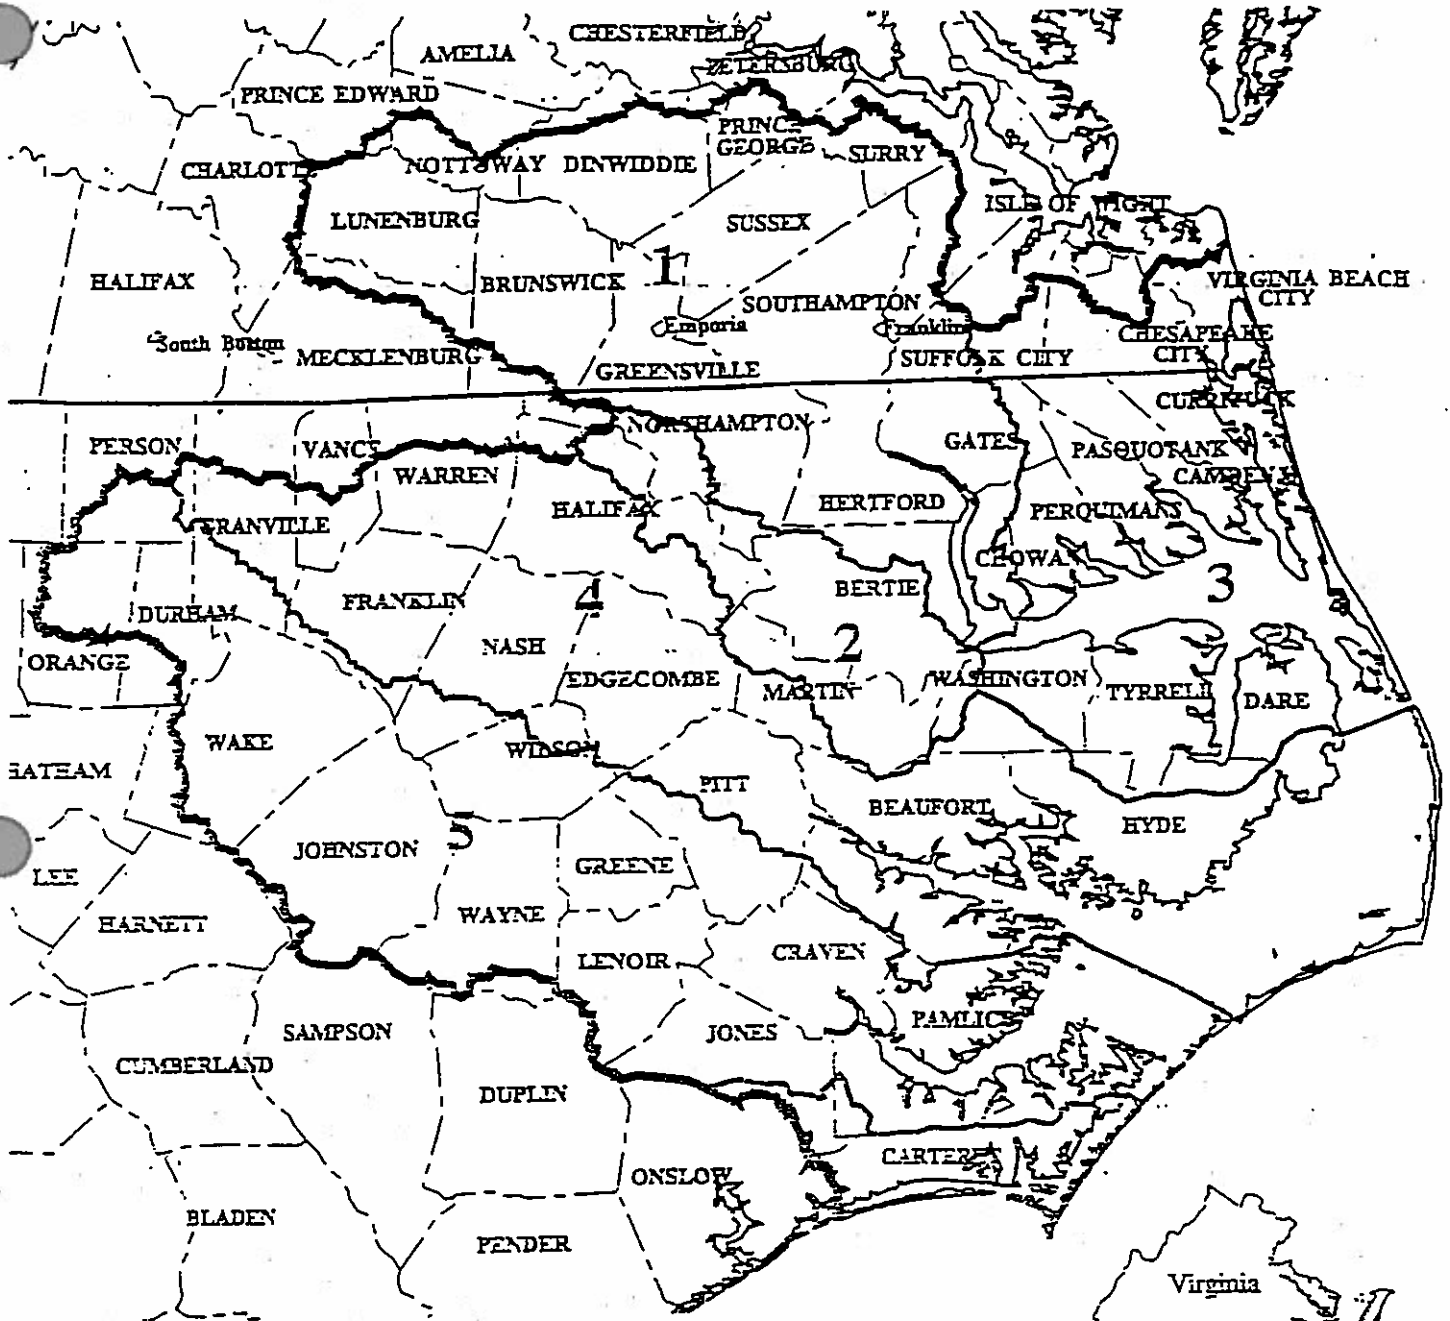 CHESTERFIELD
AMELIA
PETERSBURG
PRINCE EDWARD
PRINCE
GEORGE
SURRY
CHARLOTTE
NOTTOWAY
DINWIDDIE
ISLE OF WIGHT
LUNENBURG
SUSSEX
1
HALIFAX
BRUNSWICK
VIRGINIA BEACH
CITY
SOUTHAMPTON
Emporia
Franklin
CHESAPEAKE
CITY
South Boston
MECKLENBURG
SUFFOLK CITY
GREENSVILLE
CURRITUCK
NORTHAMPTON
PERSON
VANCE
GATES
PASQUOTANK
WARREN
CAMDEN
HALIFAX
HERTFORD
PERQUIMANS
GRANVILLE
CHOWAN
3
BERTIE
4
FRANKLIN
DURHAM
2
NASH
ORANGE
EDGECOMBE
MARTIN
WASHINGTON
TYRRELL
DARE
WAKE
WILSON
HATHAM
PITT
BEAUFORT
HYDE
5
JOHNSTON
GREENE
LEE
WAYNE
HARNETT
CRAVEN
LENOIR
PAMLICO
SAMPSON
JONES
CUMBERLAND
DUPLIN
CARTERET
ONSLOW
BLADEN
PENDER
Virginia